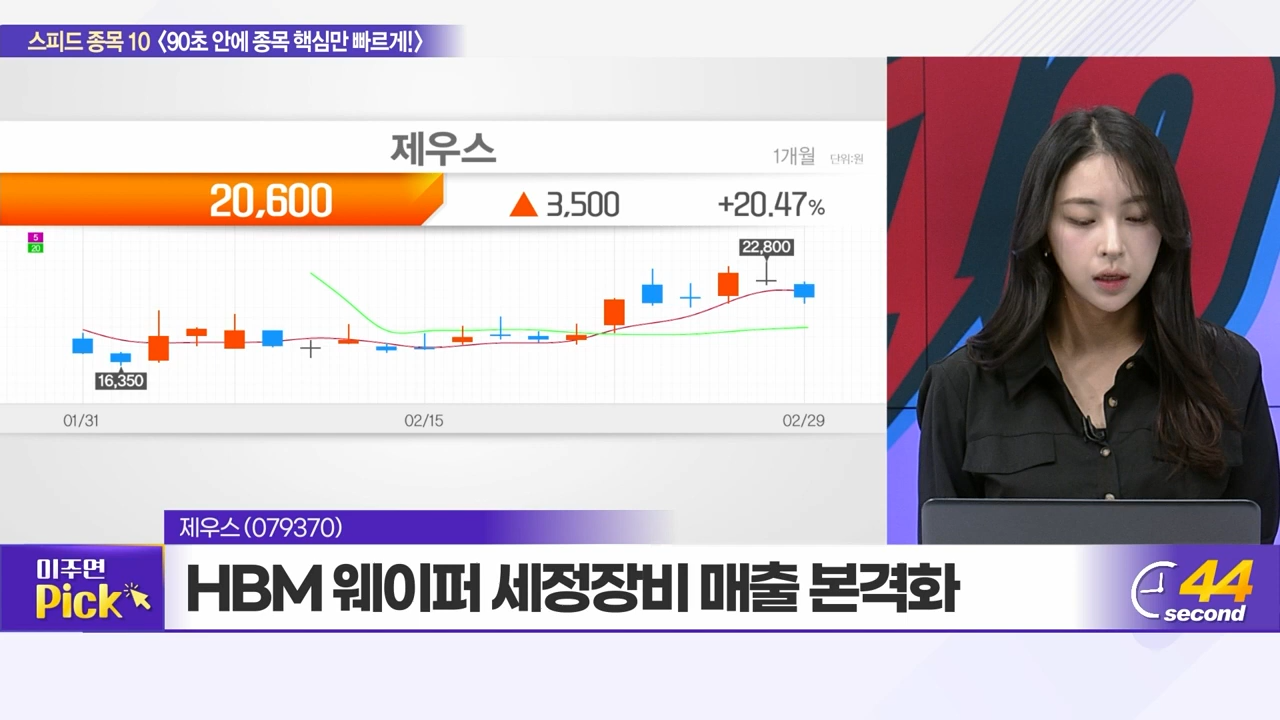 스피드 종목 10 <90초 안에 종목 핵심만 빠르게!>
제우스
1개월 단위:원
20,600 ▲ 3,500 +20.47%
5
20
22,800
16,350
01/31 02/15 02/29
제우스(079370)
미주면
Pick
HBM 웨이퍼 세정장비 매출 본격화
44
second